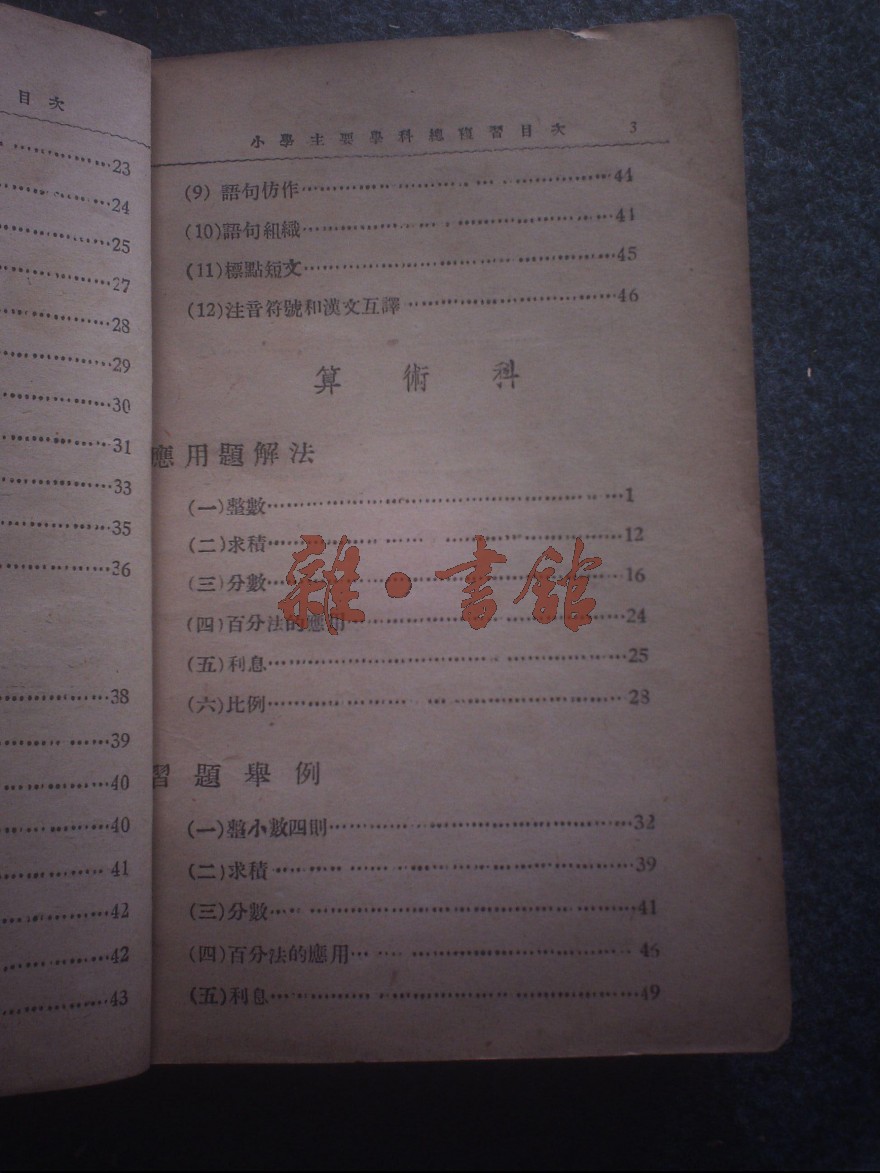 目次
23
24
25
27
28
29
30
31
33
35
36
38
39
40
40
41
42
42
43
小學主要學科總複習目次 3
(9) 語句仿作……44
(10)語句組織……44
(11)標點短文……45
(12)注音符號和漢文互譯……46
算術科
應用題解法
(一)整數……1
(二)求積……12
(三)分數……16
(四)百分法的應用……24
(五)利息……25
(六)比例……28
習題舉例
(一)整小數四則……32
(二)求積……39
(三)分數……41
(四)百分法的應用……46
(五)利息……49
雜·書館